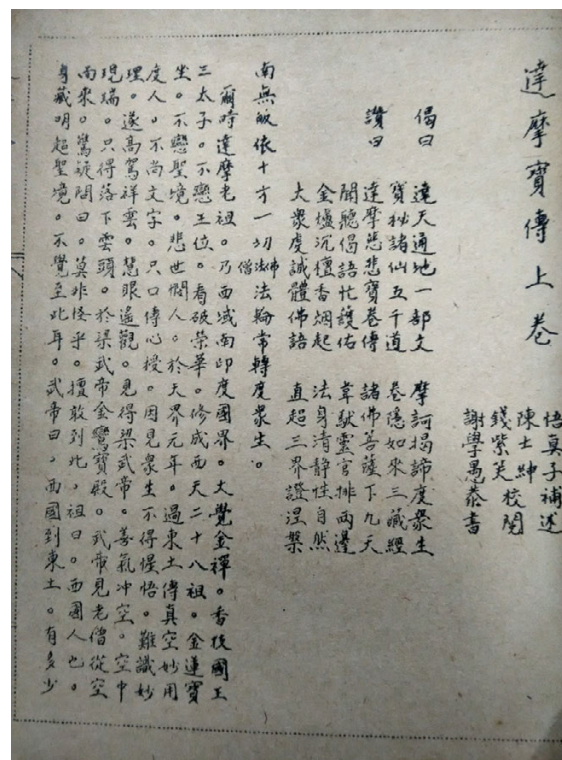 達摩寶傳上卷
悟真子補述
陳士紳
錢紫芝校閱
謝學愚恭書
偈曰 達天通地一部文 摩訶揭諦度衆生
寶秘諸仙五千道 卷隱如來三藏經
讚曰 達摩悲悲寶卷傳 諸佛菩薩下九天
聞聽偈語忙護佑 韋馱靈官排兩邊
金爐沉檀香烟起 法身清靜性自然
大衆虔誠體佛語 直超三界證涅槃
南無皈依十方一切佛法僧法輪常轉度衆生。
爾時達摩老祖。乃西域南印度國界。大覺金禪。香後國王
三太子。不戀王位。看破榮華。修成西天二十八祖。金蓮寶
坐。不戀聖境。悲世憫人。於天界元年。過東土傳真空妙用
度人。不尚文字。只口傳心授。因見衆生不得惺悟。難識妙
理。遂高駕祥雲。慧眼遙觀。見得梁武帝。善氣冲空。空中
現瑞。只得落下雲頭。於梁武帝金鸞寶殿。武帝見老僧從空
而來。驚疑問曰。莫非怪乎。擅敢到此。祖曰。西國人也。
身藏明超聖境。不覺至此耳。武帝曰。西國到東土。有多少